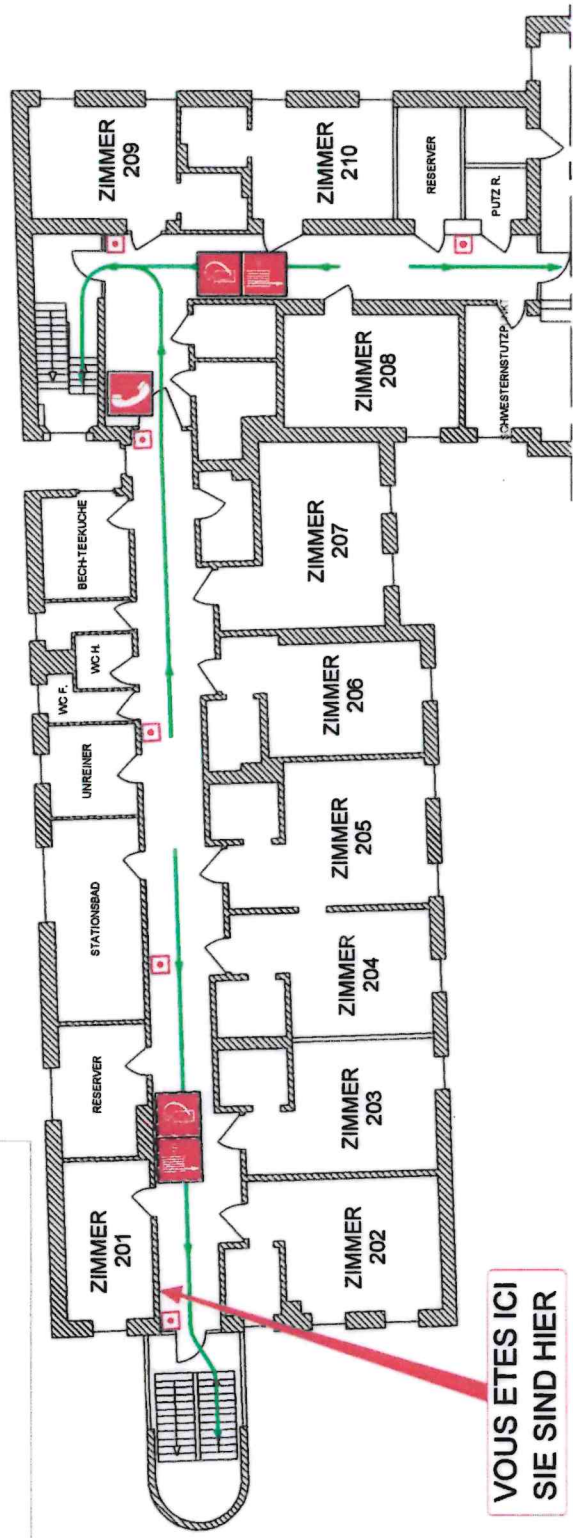 ZIMMER
201
RESERVER
STATIONSBAD
UNREINER
WC F.
WC H.
BECH-TEEKUCHE
ZIMMER
209
ZIMMER
210
RESERVER
PUTZ R.
ZIMMER
202
ZIMMER
203
ZIMMER
204
ZIMMER
205
ZIMMER
206
ZIMMER
207
ZIMMER
208
VOUS ETES ICI
SIE SIND HIER